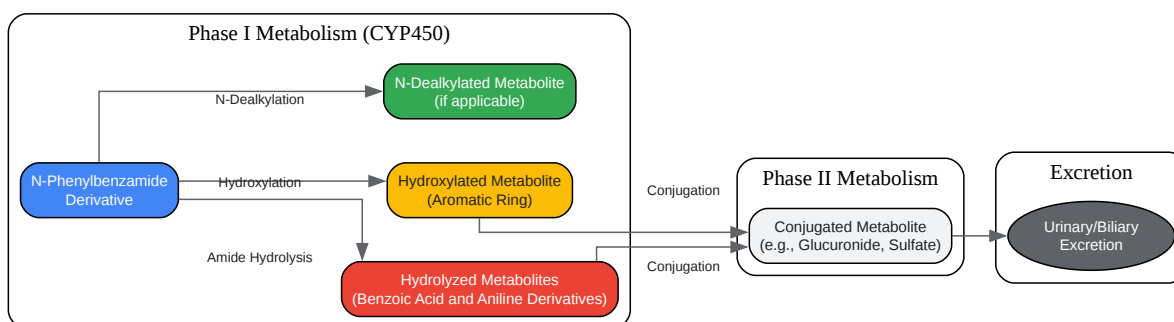 Phase I Metabolism (CYP450)
N-Dealkylated Metabolite
(if applicable)
N-Dealkylation
N-Phenylbenzamide
Derivative
Hydroxylation
Hydroxylated Metabolite
(Aromatic Ring)
Amide Hydrolysis
Hydrolyzed Metabolites
(Benzoic Acid and Aniline Derivatives)
Conjugation
Conjugation
Phase II Metabolism
Conjugated Metabolite
(e.g., Glucuronide, Sulfate)
Excretion
Urinary/Biliary
Excretion